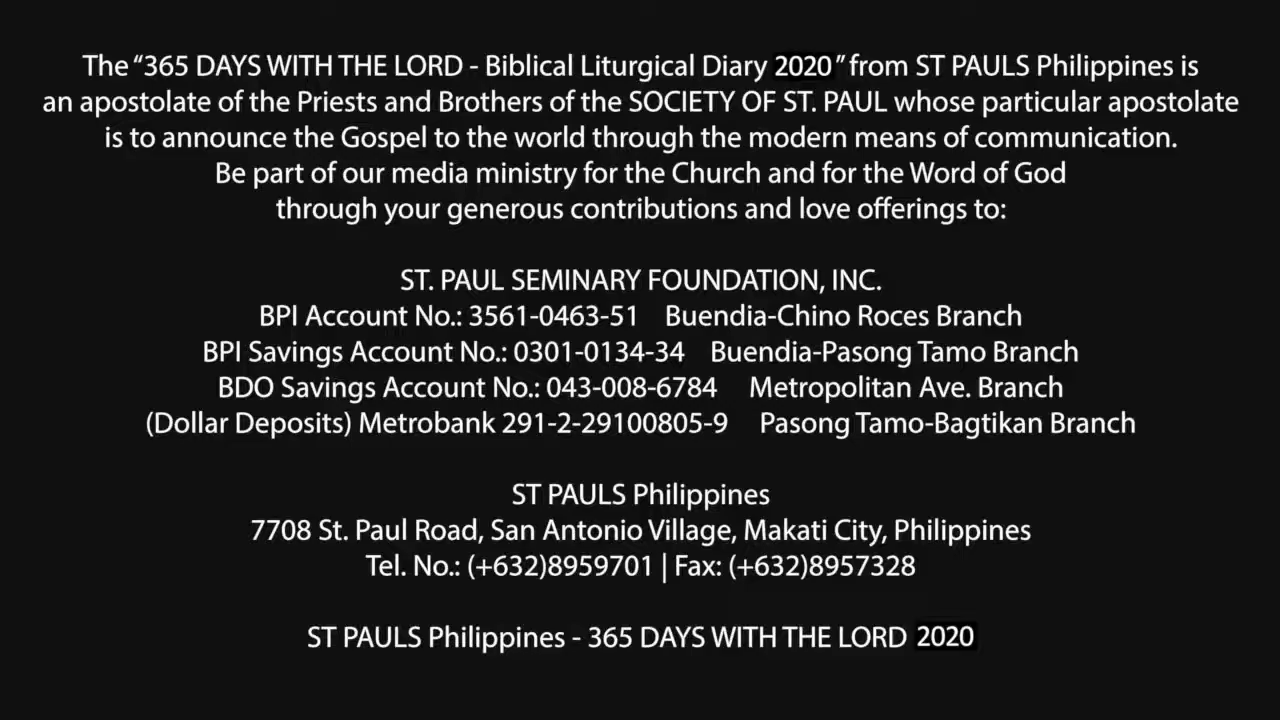 The “365 DAYS WITH THE LORD - Biblical Liturgical Diary 2020” from ST PAULS Philippines is
an apostolate of the Priests and Brothers of the SOCIETY OF ST. PAUL whose particular apostolate
is to announce the Gospel to the world through the modern means of communication.
Be part of our media ministry for the Church and for the Word of God
through your generous contributions and love offerings to:
ST. PAUL SEMINARY FOUNDATION, INC.
BPI Account No.: 3561-0463-51 Buendia-Chino Roces Branch
BPI Savings Account No.: 0301-0134-34 Buendia-Pasong Tamo Branch
BDO Savings Account No.: 043-008-6784 Metropolitan Ave. Branch
(Dollar Deposits) Metrobank 291-2-29100805-9 Pasong Tamo-Bagtikan Branch
ST PAULS Philippines
7708 St. Paul Road, San Antonio Village, Makati City, Philippines
Tel. No.: (+632)8959701 | Fax: (+632)8957328
ST PAULS Philippines - 365 DAYS WITH THE LORD 2020